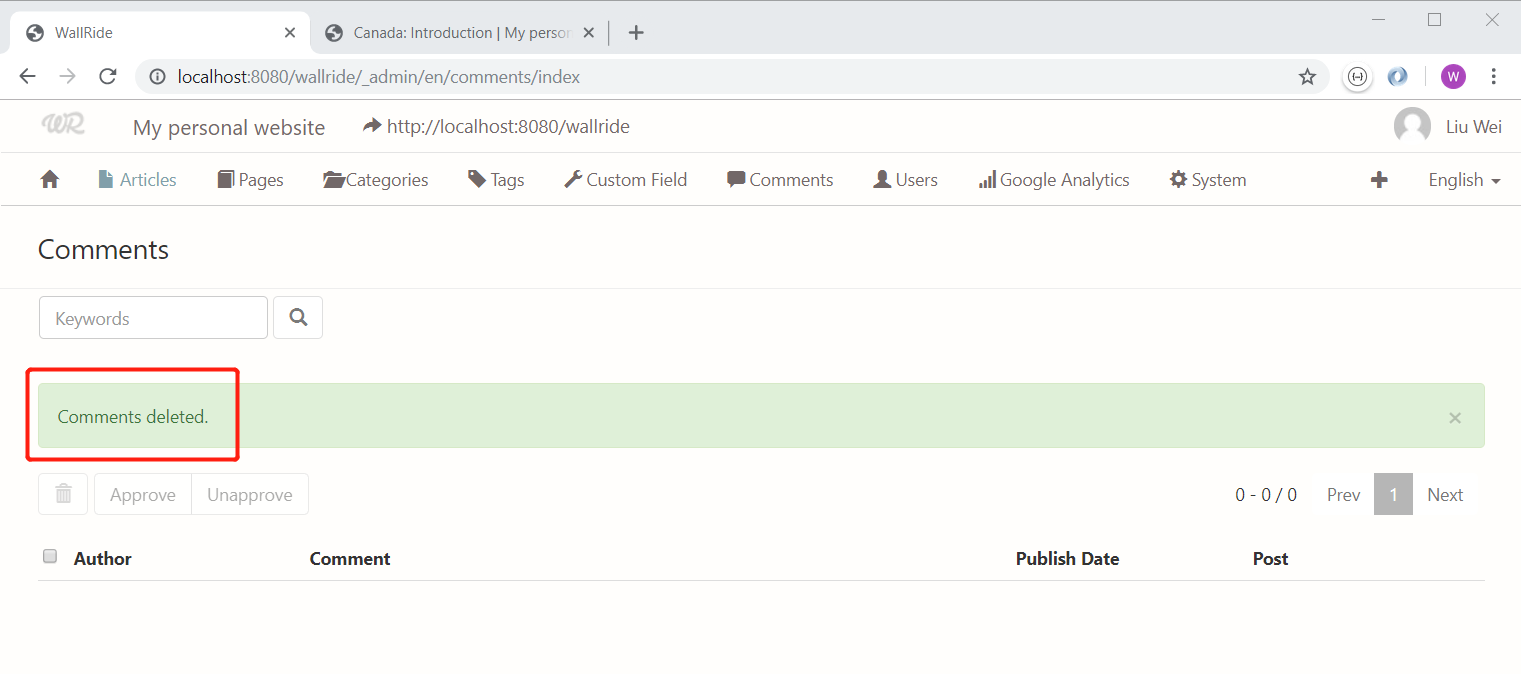 WallRide
Canada: Introduction | My person
localhost:8080/wallride/_admin/en/comments/index
W
WR
My personal website
http://localhost:8080/wallride
Liu Wei
Articles
Pages
Categories
Tags
Custom Field
Comments
Users
Google Analytics
System
English
Comments
Keywords
Comments deleted.
×
Approve
Unapprove
0 - 0 / 0
Prev
1
Next
Author
Comment
Publish Date
Post